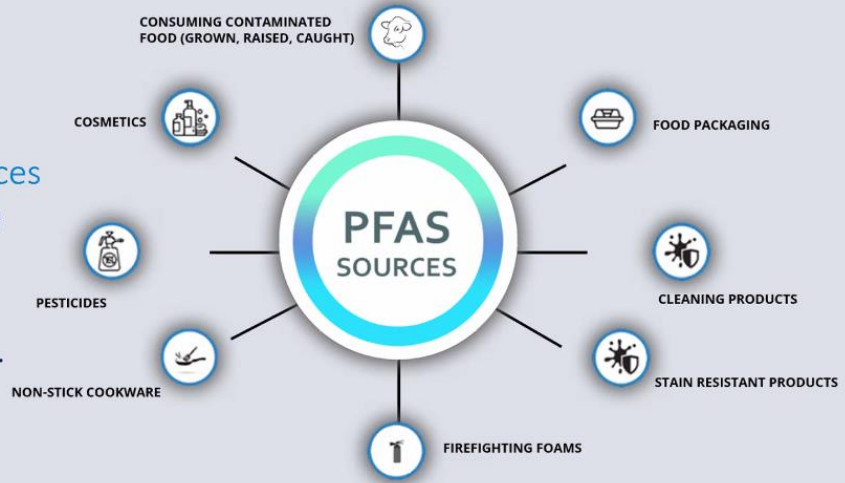 CONSUMING CONTAMINATED
FOOD (GROWN, RAISED, CAUGHT)
COSMETICS
FOOD PACKAGING
PFAS
SOURCES
PESTICIDES
CLEANING PRODUCTS
NON-STICK COOKWARE
STAIN RESISTANT PRODUCTS
FIREFIGHTING FOAMS